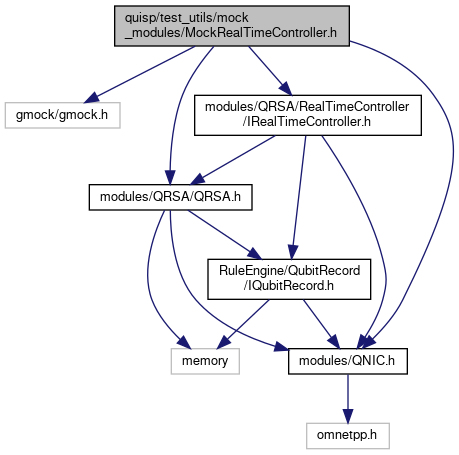 quisp/test_utils/mock
_modules/MockRealTimeController.h
gmock/gmock.h
modules/QRSA/RealTimeController
/IRealTimeController.h
modules/QRSA/QRSA.h
RuleEngine/QubitRecord
/IQubitRecord.h
memory
modules/QNIC.h
omnetpp.h